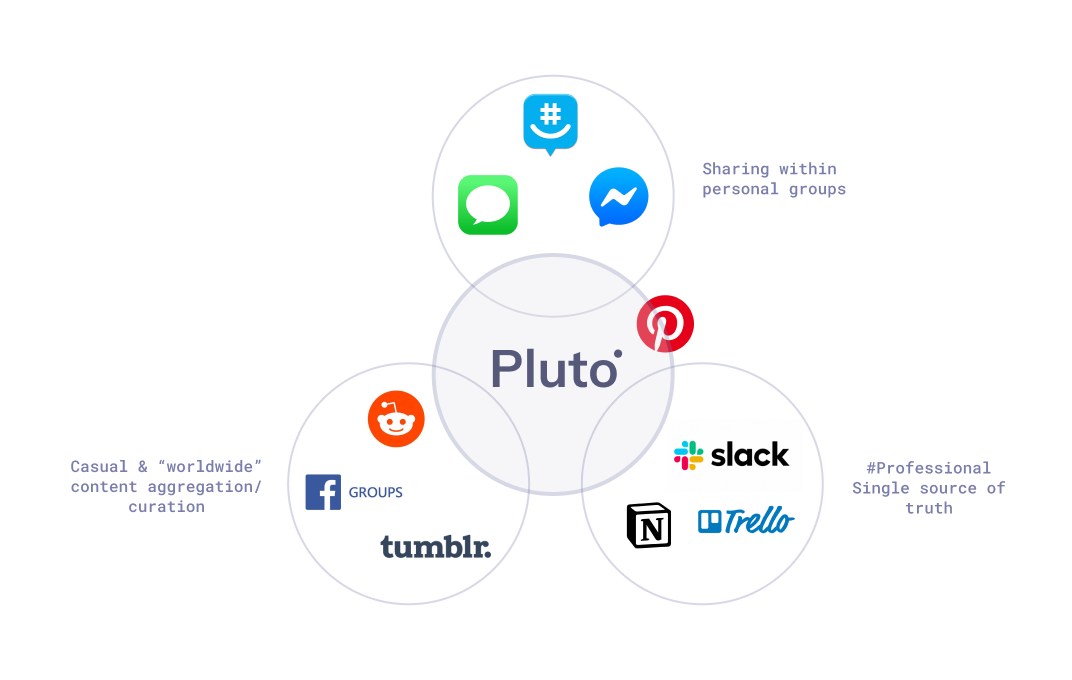 #
Sharing within
personal groups
Pluto
Casual & “worldwide”
content aggregation/
curation
GROUPS
tumblr.
slack
N
Trello
#Professional
Single source of
truth